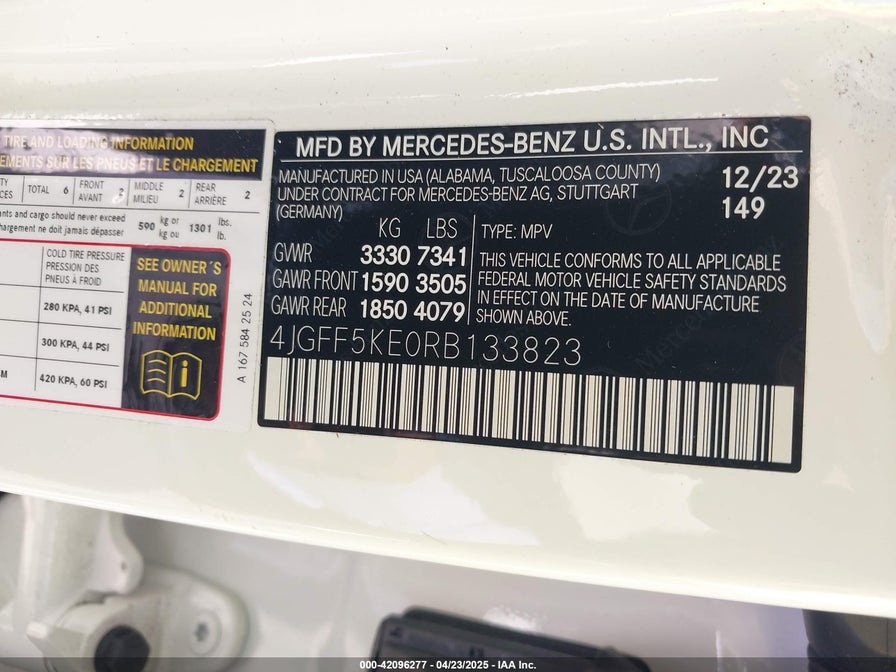 TIRE AND LOADING INFORMATION
EMENTS SUR LES PNEUS ET LE CHARGEMENT
TOTAL 6 FRONT AVANT 2 MIDDLE MILIEU 2 REAR ARRIÈRE 2
ants and cargo should never exceed 590 kg or 1301 lbs.
hargement ne doit jamais dépasser kg ou lb.
COLD TIRE PRESSURE
PRESSION DES
PNEUS À FROID
280 KPA, 41 PSI
300 KPA, 44 PSI
420 KPA, 60 PSI
SEE OWNER´S
MANUAL FOR
ADDITIONAL
INFORMATION
A 167 584 25 24
MFD BY MERCEDES-BENZ U.S. INTL., INC
MANUFACTURED IN USA (ALABAMA, TUSCALOOSA COUNTY)
UNDER CONTRACT FOR MERCEDES-BENZ AG, STUTTGART
(GERMANY)
12/23
149
KG LBS
GVWR 3330 7341
GAWR FRONT 1590 3505
GAWR REAR 1850 4079
TYPE: MPV
THIS VEHICLE CONFORMS TO ALL APPLICABLE
FEDERAL MOTOR VEHICLE SAFETY STANDARDS
IN EFFECT ON THE DATE OF MANUFACTURE
SHOWN ABOVE.
4JGFF5KE0RB133823
000-42096277 - 04/23/2025 - IAA Inc.